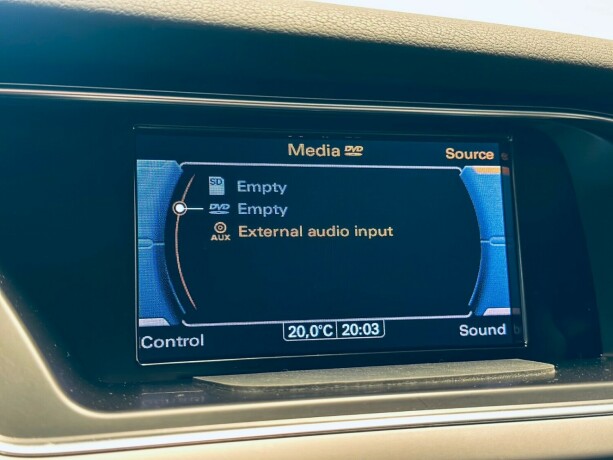 Media DVD
Source
SD Empty
DVD Empty
AUX External audio input
Control
20,0°C 20:03
Sound